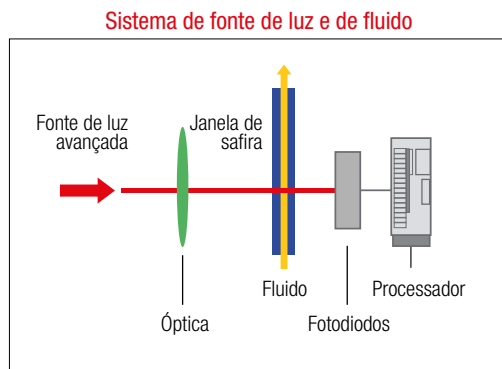 Sistema de fonte de luz e de fluido
Fonte de luz
avançada
Janela de
safira
Fluido
Processador
Óptica
Fotodiodos